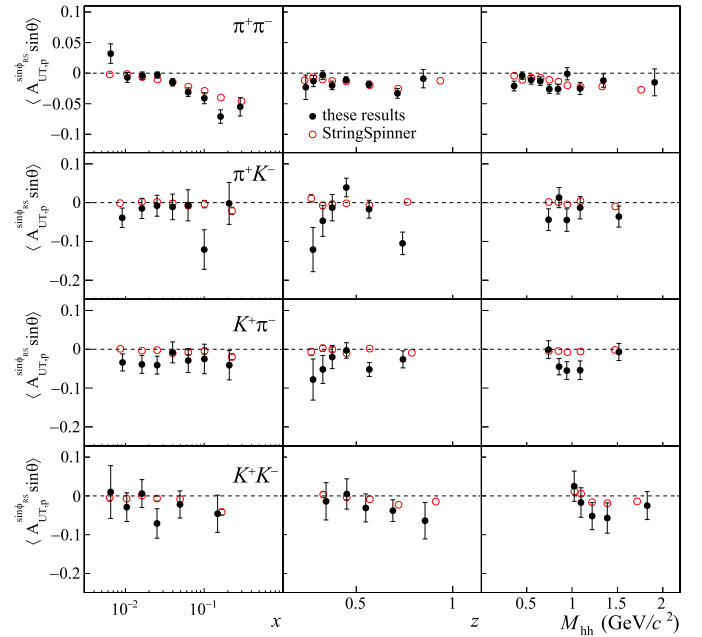 0.1
0.05
0
−0.05
−0.1
⟨ A_{UT,p}^{sinϕ_{RS}} sinθ⟩
π⁺π⁻
these results
StringSpinner
0.1
0
−0.1
−0.2
⟨ A_{UT,p}^{sinϕ_{RS}} sinθ⟩
π⁺K⁻
0.1
0
−0.1
−0.2
⟨ A_{UT,p}^{sinϕ_{RS}} sinθ⟩
K⁺π⁻
0.1
0
−0.1
−0.2
⟨ A_{UT,p}^{sinϕ_{RS}} sinθ⟩
K⁺K⁻
10⁻² 10⁻¹ 0.5 1 0.5 1 1.5 2
x z M_{hh} (GeV/c ²)